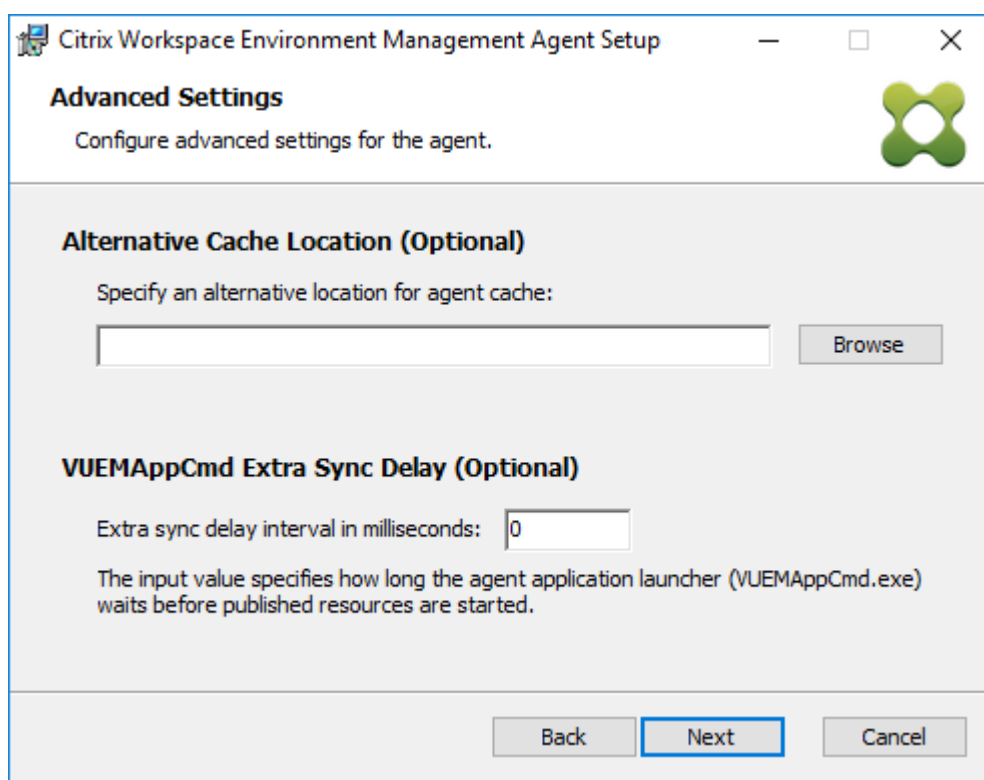 Citrix Workspace Environment Management Agent Setup
Advanced Settings
Configure advanced settings for the agent.
Alternative Cache Location (Optional)
Specify an alternative location for agent cache:
Browse
VUEMAppCmd Extra Sync Delay (Optional)
Extra sync delay interval in milliseconds: 0
The input value specifies how long the agent application launcher (VUEMAppCmd.exe)
waits before published resources are started.
Back Next Cancel